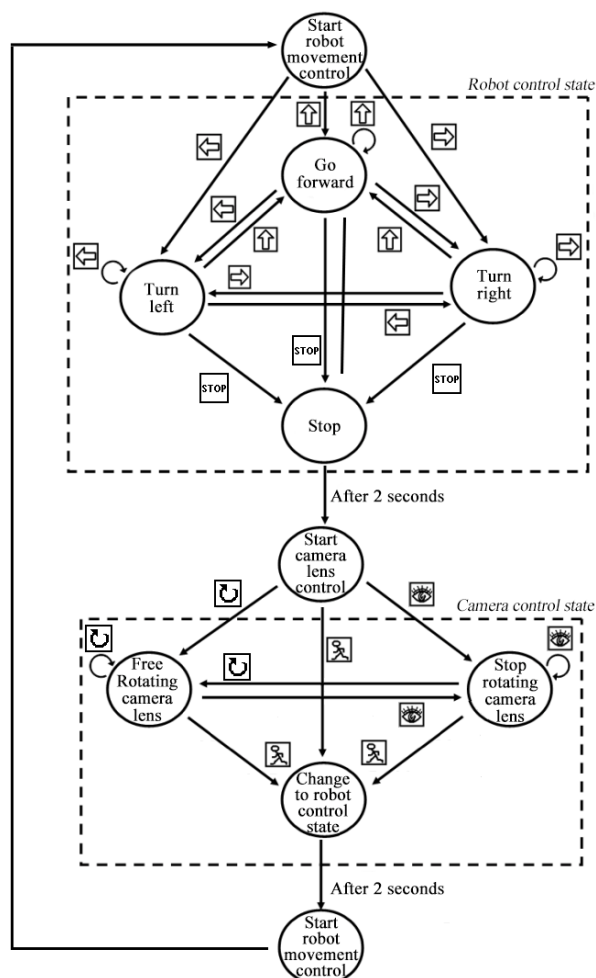 Start
robot
movement
control
Robot control state
Go
forward
Turn
left
Turn
right
STOP
STOP
STOP
Stop
After 2 seconds
Start
camera
lens
control
Camera control state
Free
Rotating
camera
lens
Stop
rotating
camera
lens
Change
to robot
control
state
After 2 seconds
Start
robot
movement
control